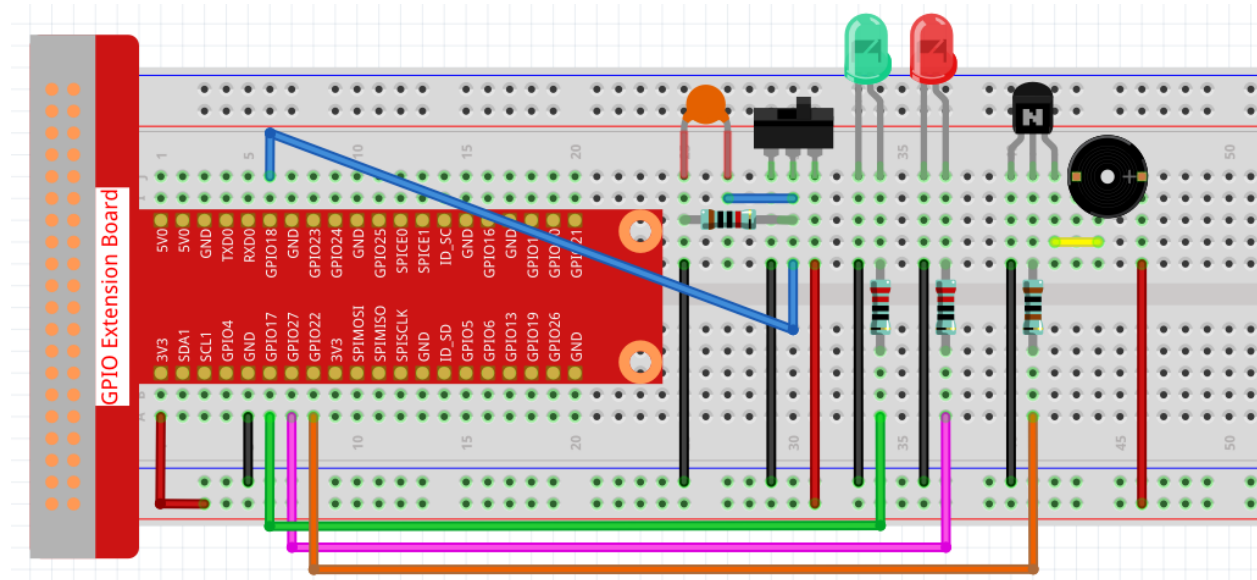 1
5
10
15
20
35
50
J
GPIO Extension Board
5V0
5V0
GND
TXD0
RXD0
GPIO18
GND
GPIO23
GPIO24
GND
GPIO25
SPICE0
SPICE1
ID_SC
GPIO16
GND
GPIO21
3V3
SDA1
SCL1
GPIO4
GND
GPIO17
GPIO27
GPIO22
3V3
SPIMOSI
SPIMISO
SPISCLK
GND
ID_SD
GPIO5
GPIO6
GPIO13
GPIO19
GPIO26
GND
B
A
10
15
20
30
35
45
50
N